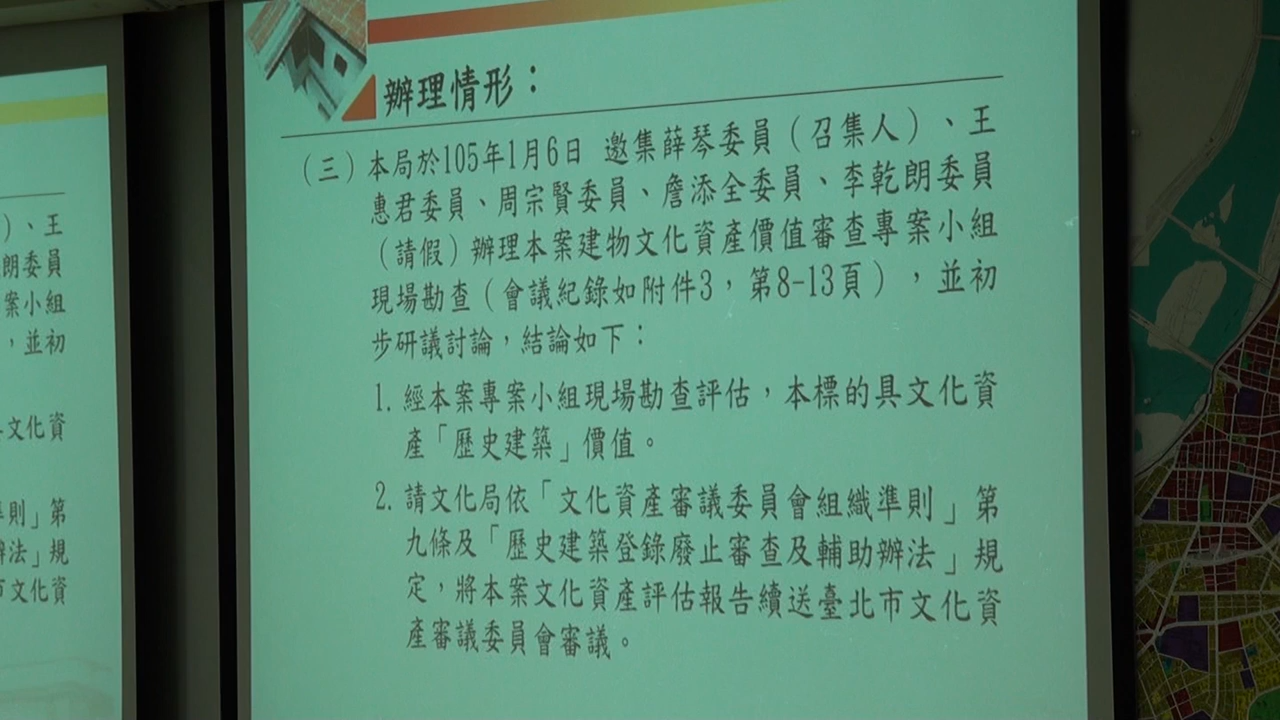 辦理情形：
（三）本局於105年1月6日 邀集薛琴委員（召集人）、王
惠君委員、周宗賢委員、詹添全委員、李乾朗委員
（請假）辦理本案建物文化資產價值審查專案小組
現場勘查（會議紀錄如附件3，第8-13頁），並初
步研議討論，結論如下：
1. 經本案專案小組現場勘查評估，本標的具文化資
產「歷史建築」價值。
2. 請文化局依「文化資產審議委員會組織準則」第
九條及「歷史建築登錄廢止審查及輔助辦法」規
定，將本案文化資產評估報告續送臺北市文化資
產審議委員會審議。
）、王
朗委員
案小組
，並初
文化資
則」第
辦法」規
市文化資